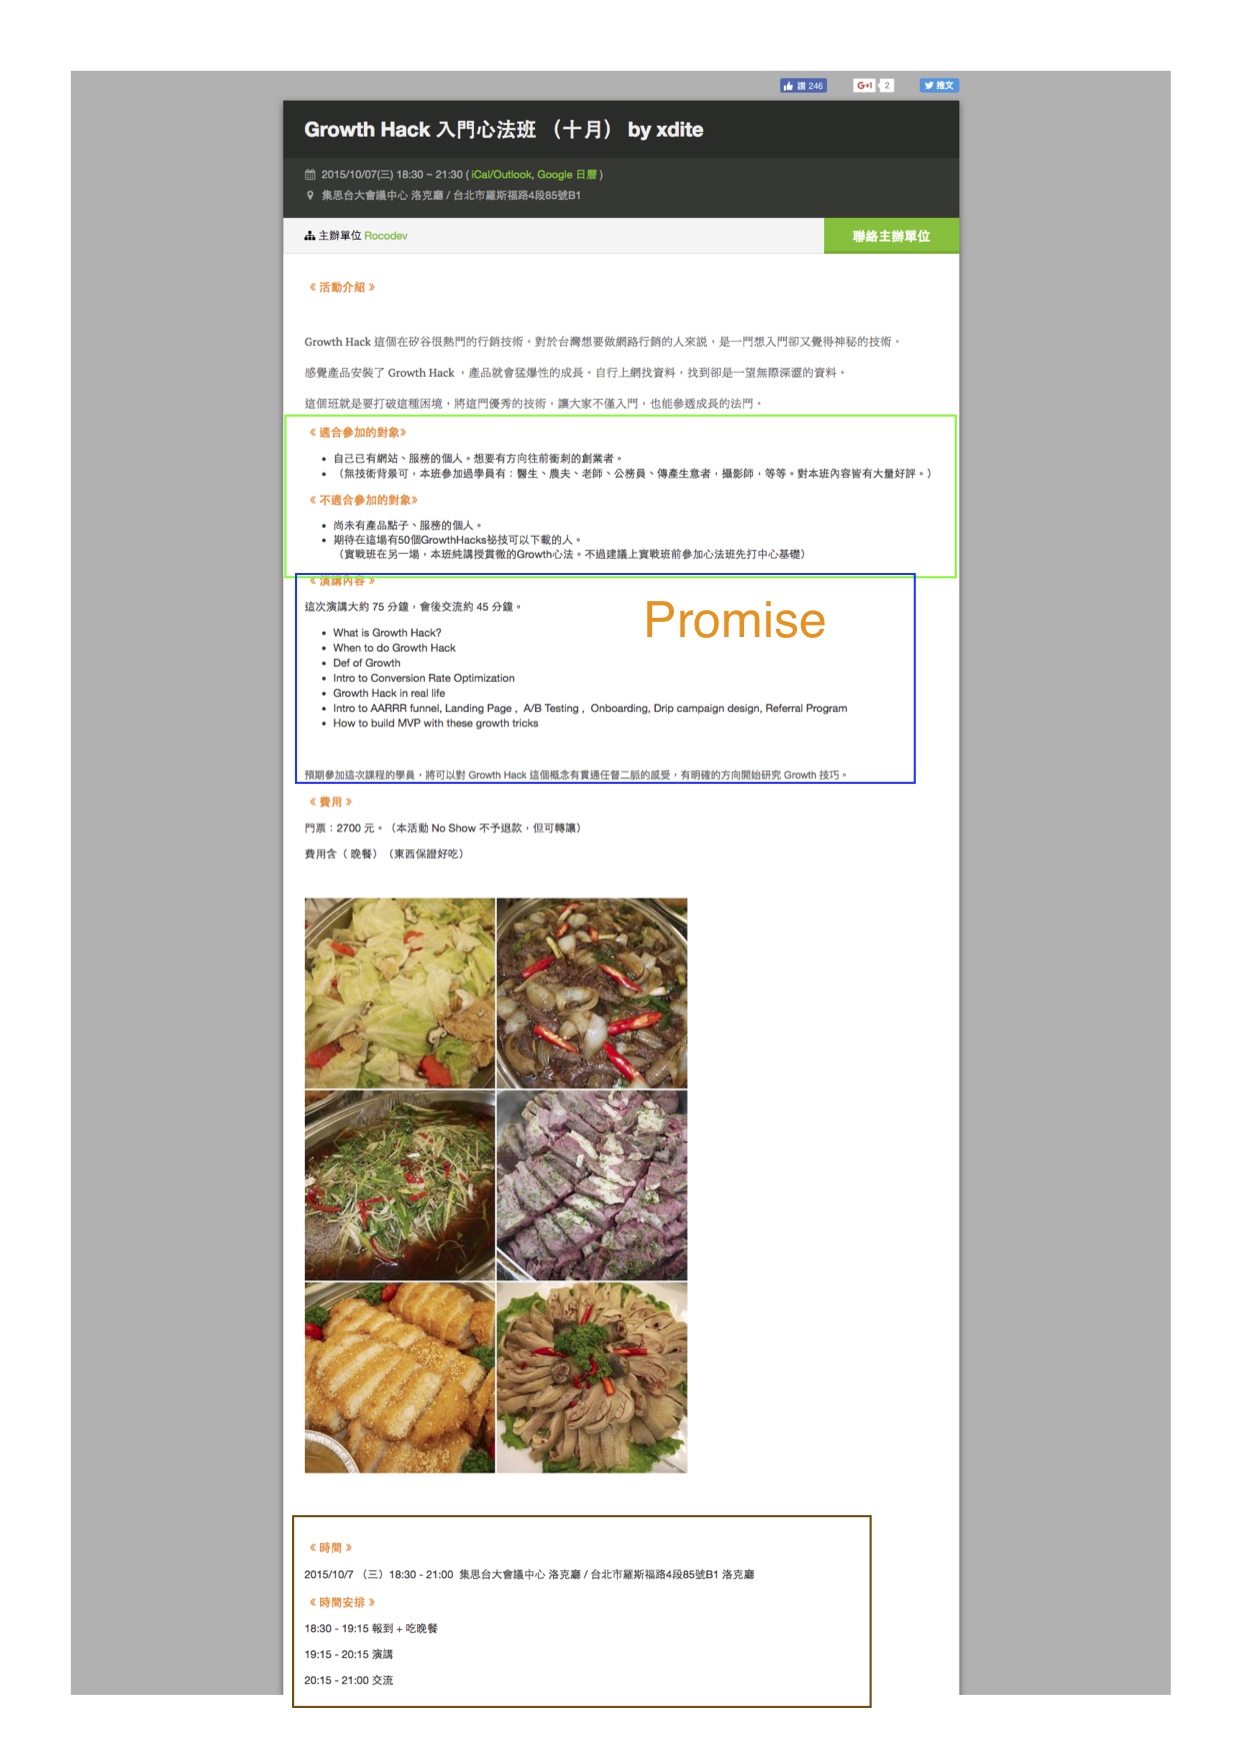 讚 246
G+1 2
推文
Growth Hack 入門心法班 （十月） by xdite
2015/10/07(三) 18:30 ~ 21:30 ( iCal/Outlook, Google 日曆 )
集思台大會議中心 洛克廳 / 台北市羅斯福路4段85號B1
主辦單位 Rocodev
聯絡主辦單位
《 活動介紹 》
Growth Hack 這個在矽谷很熱門的行銷技術。對於台灣想要做網路行銷的人來說，是一門想入門卻又覺得神秘的技術。
感覺產品安裝了 Growth Hack ，產品就會猛爆性的成長。自行上網找資料，找到卻是一望無際深澀的資料。
這個班就是要打破這種困境，將這門優秀的技術，讓大家不僅入門，也能參透成長的法門。
《 適合參加的對象》
• 自己已有網站、服務的個人。想要有方向往前衝刺的創業者。
• （無技術背景可，本班參加過學員有：醫生、農夫、老師、公務員、傳產生意者，攝影師，等等。對本班內容皆有大量好評。）
《 不適合參加的對象》
• 尚未有產品點子、服務的個人。
• 期待在這場有50個GrowthHacks祕技可以下載的人。
（實戰班在另一場，本班純講授貫徹的Growth心法。不過建議上實戰班前參加心法班先打中心基礎）
《 演講內容 》
Promise
這次演講大約 75 分鐘，會後交流約 45 分鐘。
• What is Growth Hack?
• When to do Growth Hack
• Def of Growth
• Intro to Conversion Rate Optimization
• Growth Hack in real life
• Intro to AARRR funnel, Landing Page , A/B Testing , Onboarding, Drip campaign design, Referral Program
• How to build MVP with these growth tricks
預期參加這次課程的學員，將可以對 Growth Hack 這個概念有貫通任督二脈的感受，有明確的方向開始研究 Growth 技巧。
《 費用 》
門票：2700 元。（本活動 No Show 不予退款，但可轉讓）
費用含（ 晚餐）（東西保證好吃）
《 時間 》
2015/10/7 （三）18:30 - 21:00 集思台大會議中心 洛克廳 / 台北市羅斯福路4段85號B1 洛克廳
《 時間安排 》
18:30 - 19:15 報到 + 吃晚餐
19:15 - 20:15 演講
20:15 - 21:00 交流